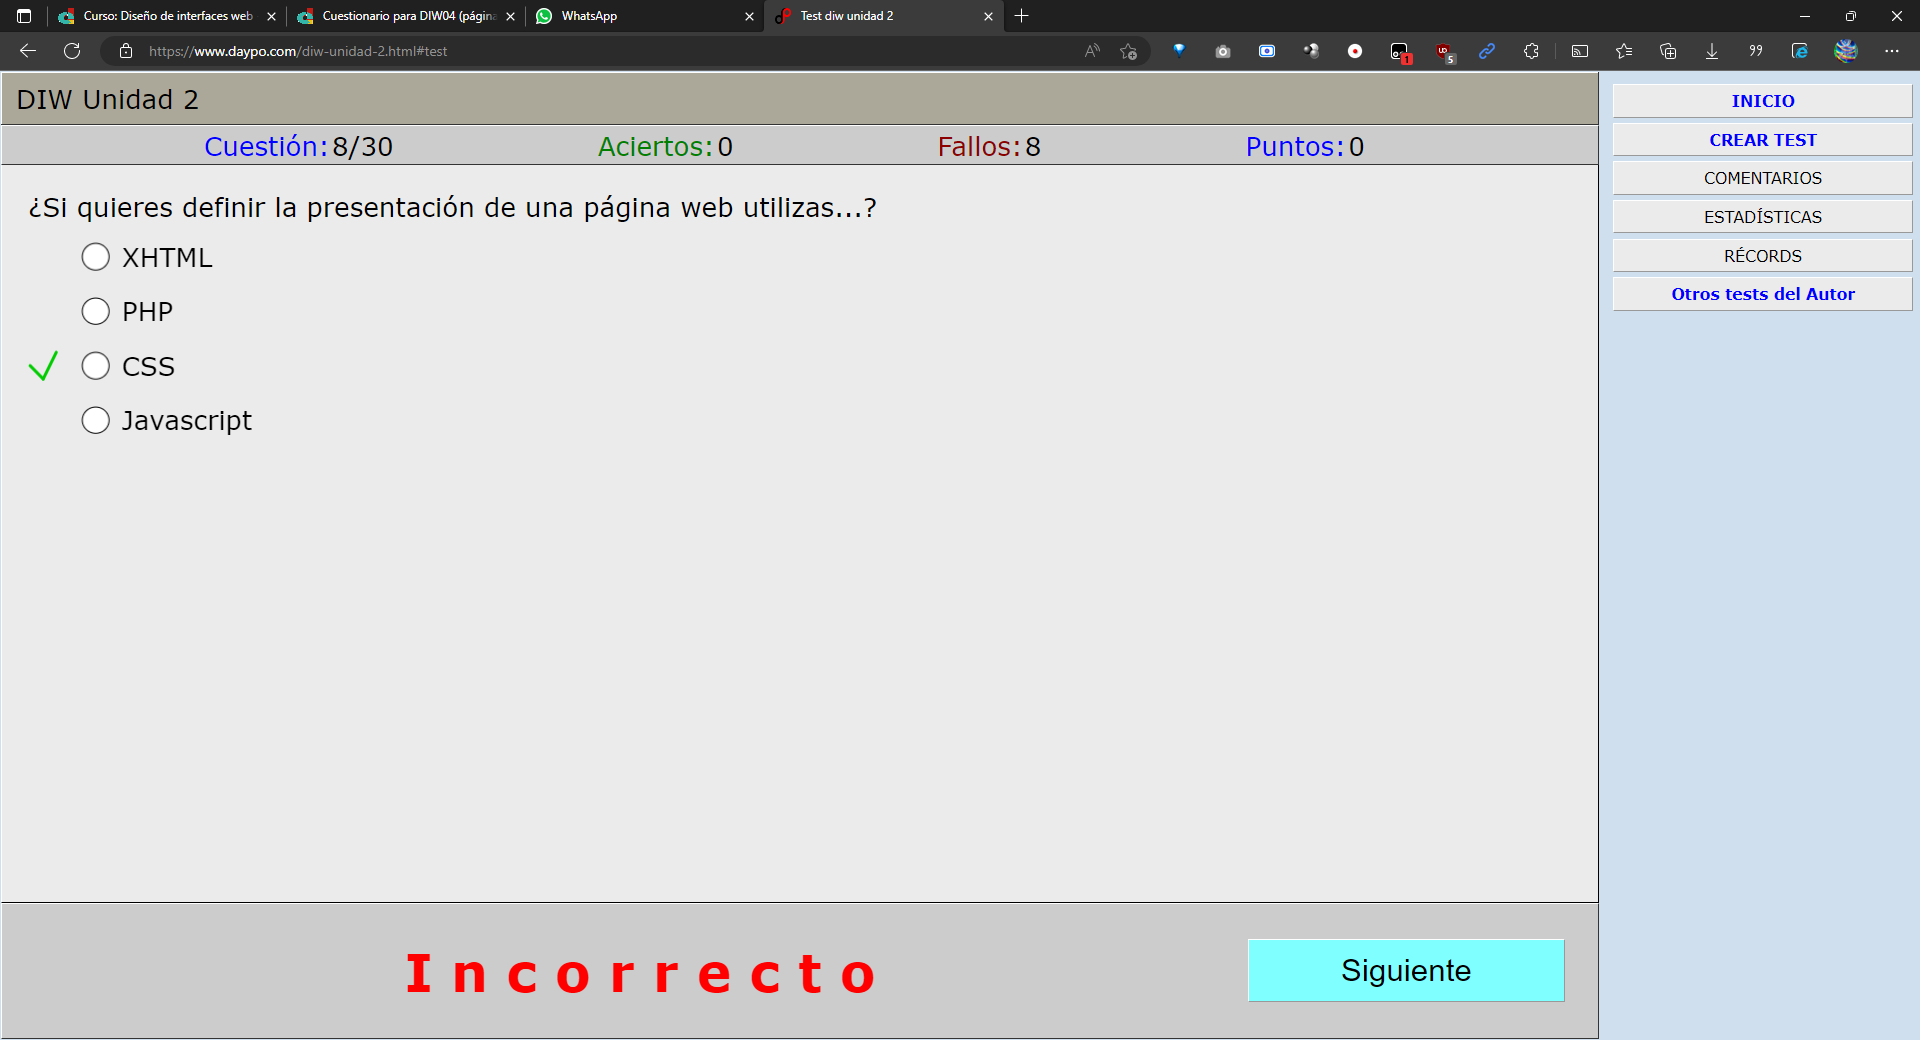 Curso: Diseño de interfaces web
Cuestionario para DIW04 (página
WhatsApp
Test diw unidad 2
https://www.daypo.com/diw-unidad-2.html#test
1
5
DIW Unidad 2
Cuestión: 8/30
Aciertos: 0
Fallos: 8
Puntos: 0
¿Si quieres definir la presentación de una página web utilizas...?
XHTML
PHP
CSS
Javascript
Incorrecto
Siguiente
INICIO
CREAR TEST
COMENTARIOS
ESTADÍSTICAS
RÉCORDS
Otros tests del Autor